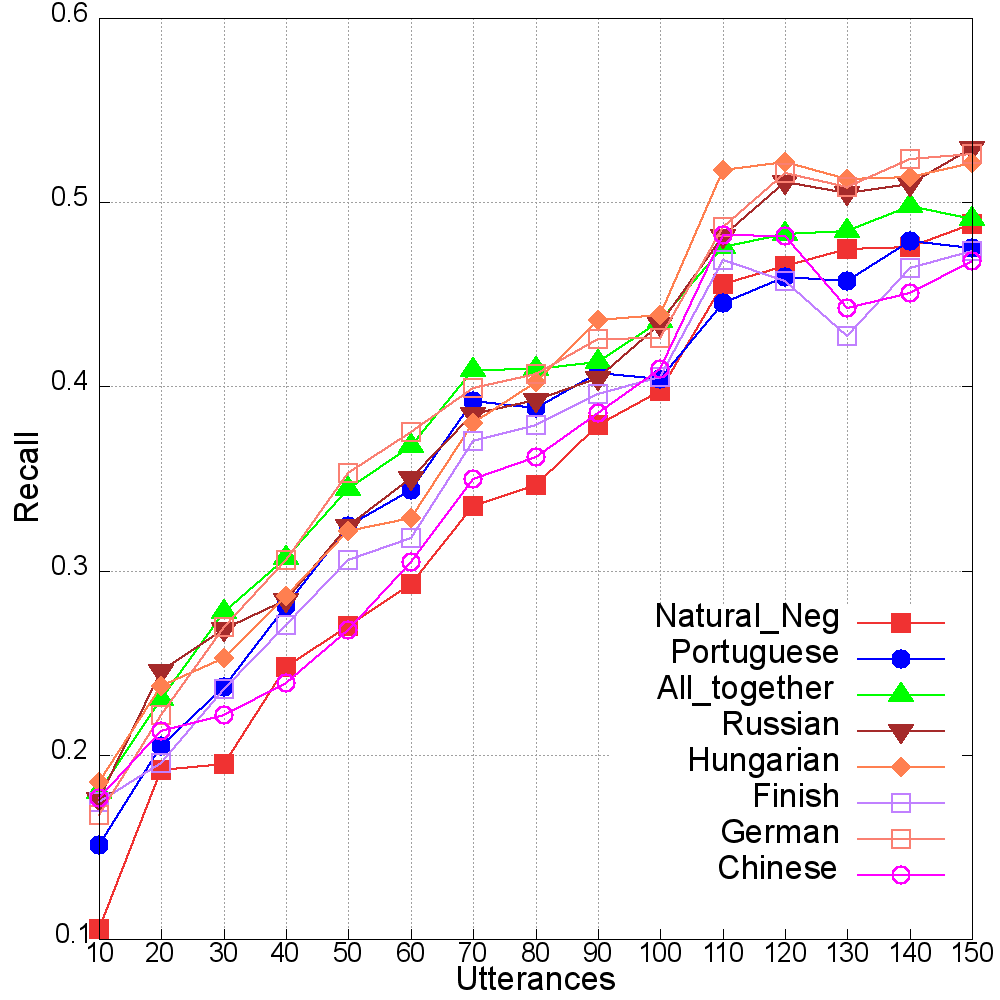 0.6
0.5
0.4
0.3
0.2
0.1
Recall
Natural_Neg
Portuguese
All_together
Russian
Hungarian
Finish
German
Chinese
10 20 30 40 50 60 70 80 90 100 110 120 130 140 150
Utterances